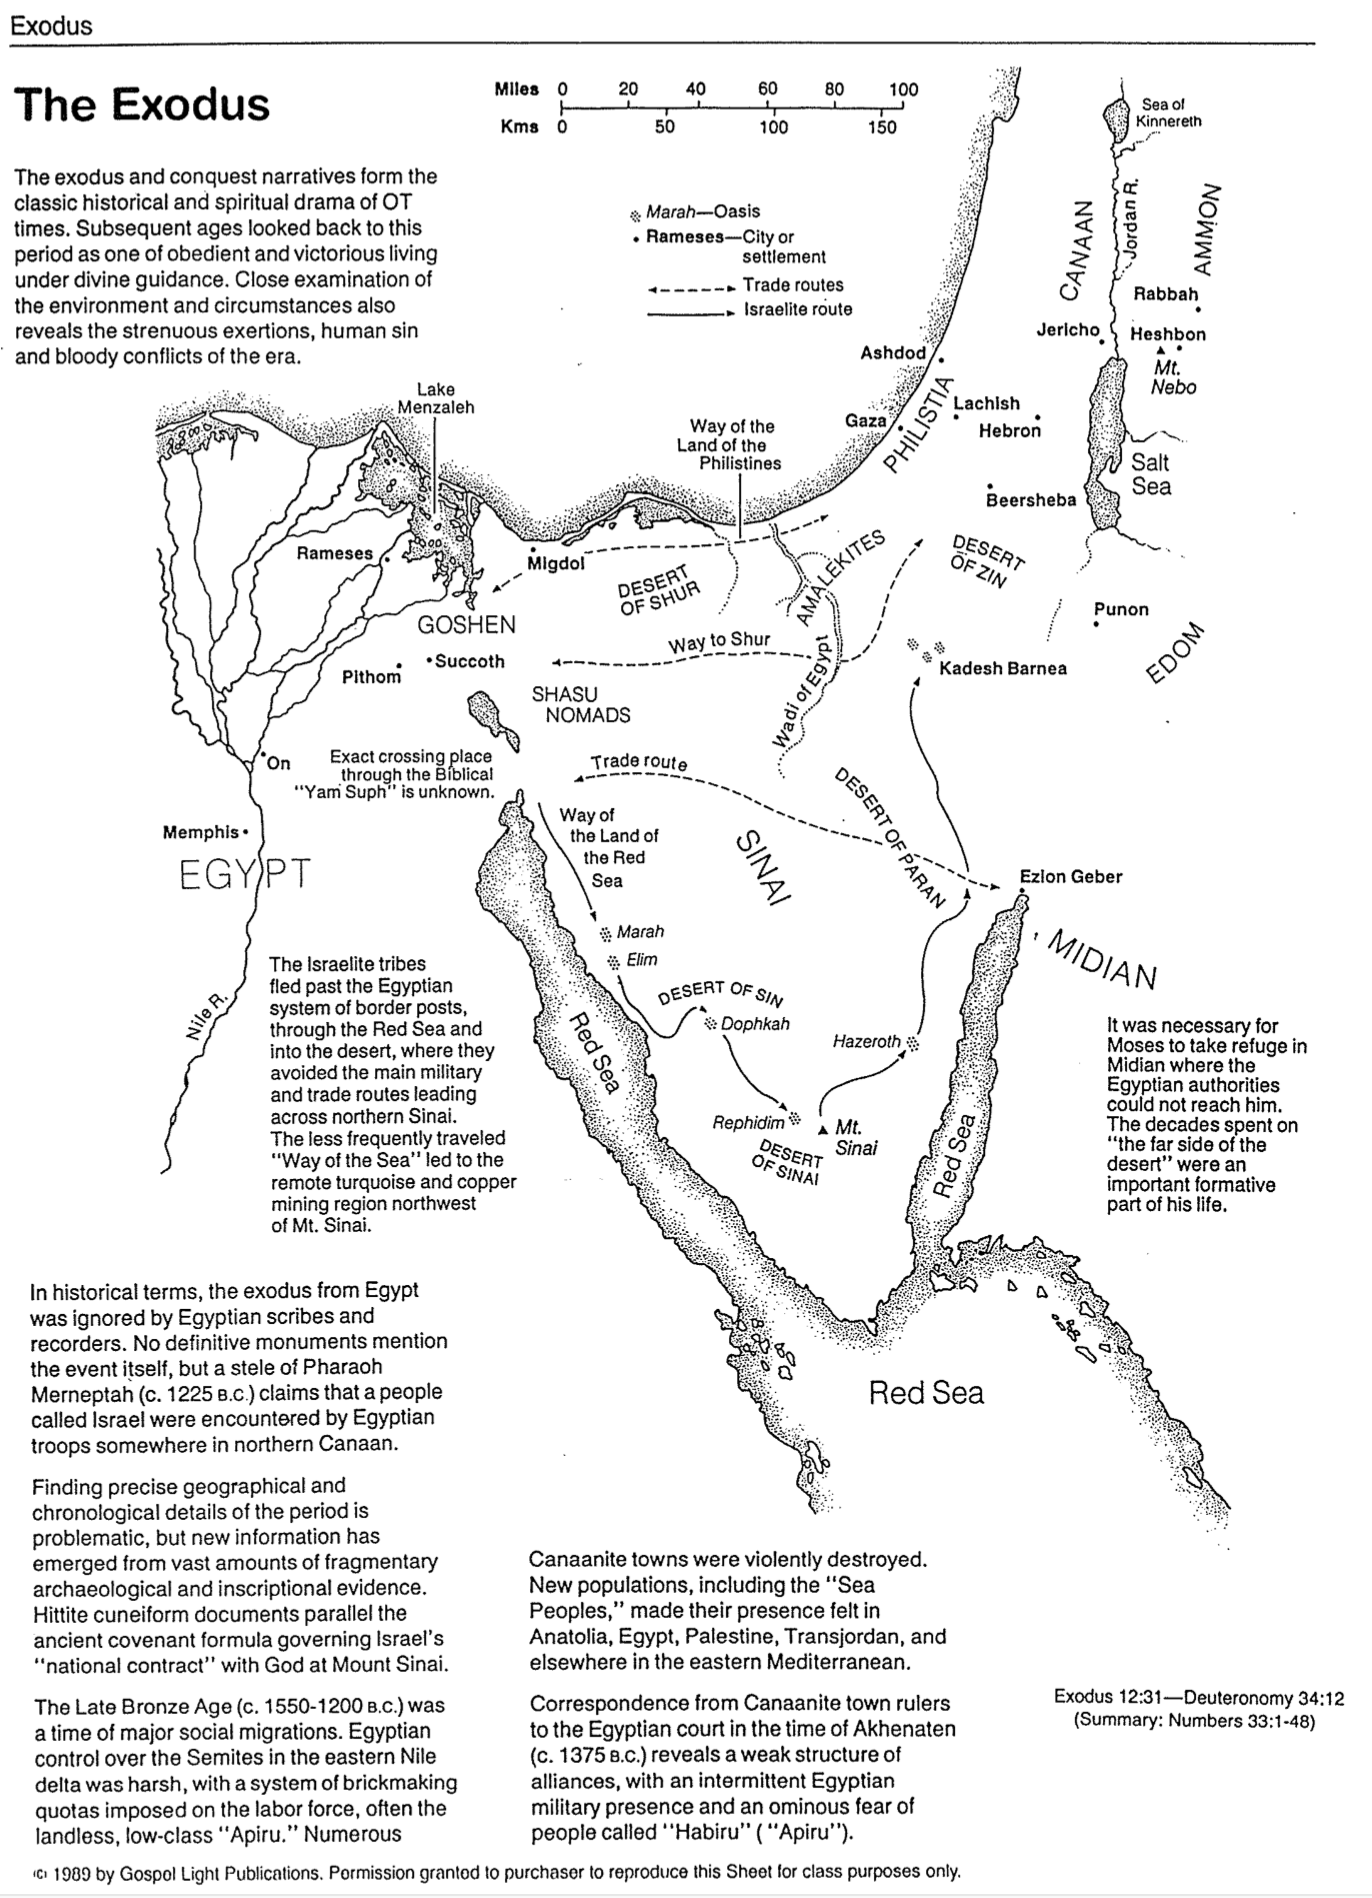 Exodus
The Exodus
The exodus and conquest narratives form the
classic historical and spiritual drama of OT
times. Subsequent ages looked back to this
period as one of obedient and victorious living
under divine guidance. Close examination of
the environment and circumstances also
reveals the strenuous exertions, human sin
and bloody conflicts of the era.
Miles 0 20 40 60 80 100
Kms 0 50 100 150
Marah—Oasis
Rameses—City or
settlement
Trade routes
Israelite route
Sea of
Kinnereth
Jordan R.
CANAAN
AMMON
Rabbah
Jericho
Heshbon
Mt.
Nebo
Ashdod
PHILISTIA
Lachish
Gaza
Hebron
Salt
Sea
Beersheba
Lake
Menzaleh
Way of the
Land of the
Philistines
Rameses
Migdol
DESERT
OF SHUR
AMALEKITES
DESERT
OF ZIN
Punon
EDOM
GOSHEN
Way to Shur
Succoth
Pithom
Kadesh Barnea
Wadi of Egypt
SHASU
NOMADS
On
Exact crossing place
through the Biblical
"Yam Suph" is unknown.
Trade route
DESERT OF PARAN
Memphis
EGYPT
Way of
the Land of
the Red
Sea
SINAI
Ezion Geber
MIDIAN
Marah
Elim
DESERT OF SIN
Dophkah
Hazeroth
Nile R.
Red Sea
Rephidim
Mt.
Sinai
DESERT
OF SINAI
Red Sea
The Israelite tribes
fled past the Egyptian
system of border posts,
through the Red Sea and
into the desert, where they
avoided the main military
and trade routes leading
across northern Sinai.
The less frequently traveled
"Way of the Sea" led to the
remote turquoise and copper
mining region northwest
of Mt. Sinai.
It was necessary for
Moses to take refuge in
Midian where the
Egyptian authorities
could not reach him.
The decades spent on
"the far side of the
desert" were an
important formative
part of his life.
Red Sea
In historical terms, the exodus from Egypt
was ignored by Egyptian scribes and
recorders. No definitive monuments mention
the event itself, but a stele of Pharaoh
Merneptah (c. 1225 B.C.) claims that a people
called Israel were encountered by Egyptian
troops somewhere in northern Canaan.
Finding precise geographical and
chronological details of the period is
problematic, but new information has
emerged from vast amounts of fragmentary
archaeological and inscriptional evidence.
Hittite cuneiform documents parallel the
ancient covenant formula governing Israel's
"national contract" with God at Mount Sinai.
The Late Bronze Age (c. 1550-1200 B.C.) was
a time of major social migrations. Egyptian
control over the Semites in the eastern Nile
delta was harsh, with a system of brickmaking
quotas imposed on the labor force, often the
landless, low-class "Apiru." Numerous
Canaanite towns were violently destroyed.
New populations, including the "Sea
Peoples," made their presence felt in
Anatolia, Egypt, Palestine, Transjordan, and
elsewhere in the eastern Mediterranean.
Correspondence from Canaanite town rulers
to the Egyptian court in the time of Akhenaten
(c. 1375 B.C.) reveals a weak structure of
alliances, with an intermittent Egyptian
military presence and an ominous fear of
people called "Habiru" ( "Apiru").
Exodus 12:31—Deuteronomy 34:12
(Summary: Numbers 33:1-48)
(C) 1989 by Gospol Light Publications. Permission granted to purchaser to reproduce this Sheet for class purposes only.